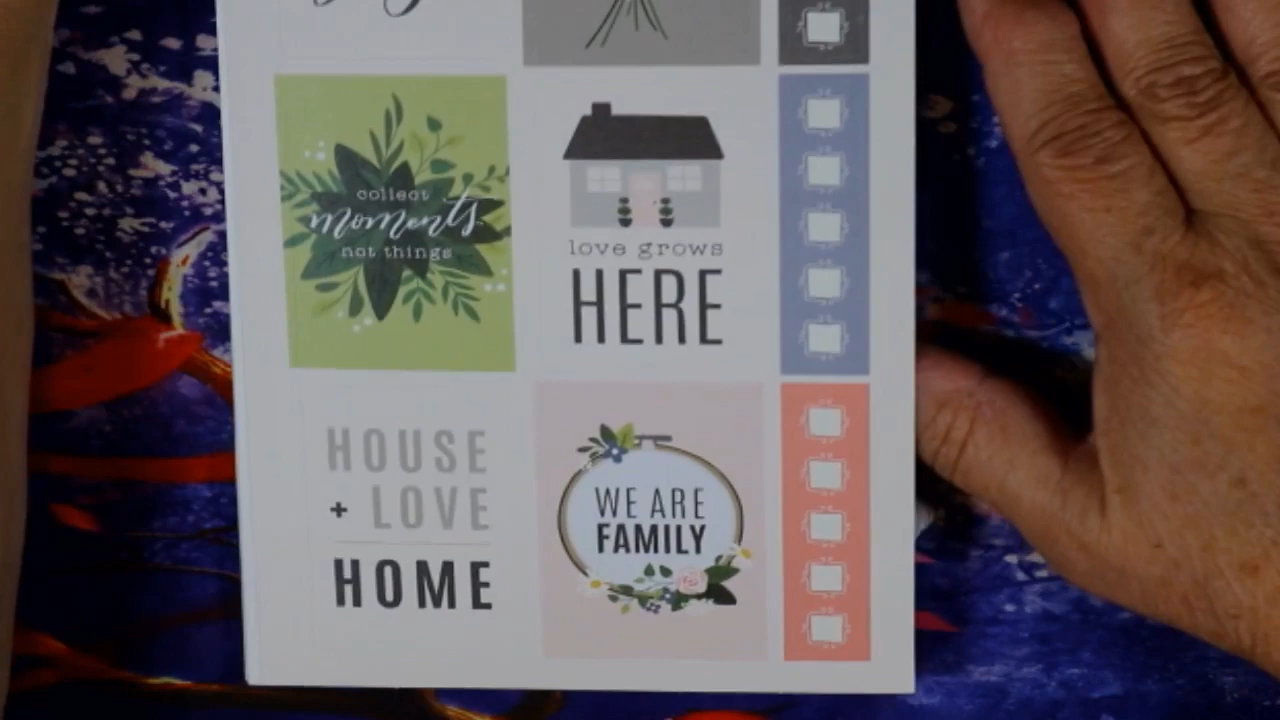 collect
moments
not things
love grows
HERE
HOUSE
+ LOVE
HOME
WE ARE
FAMILY